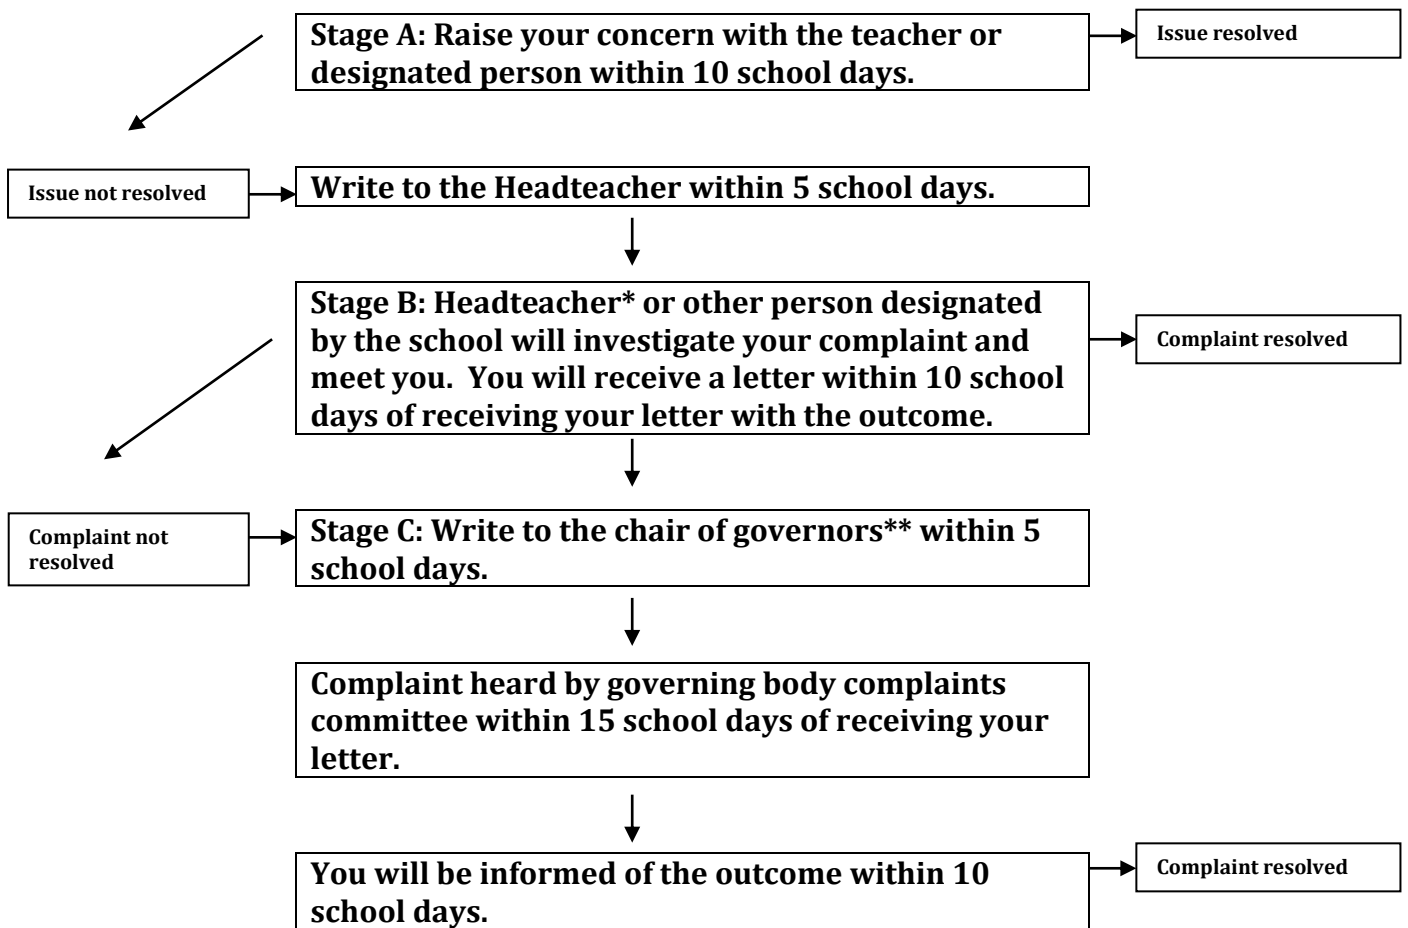 Stage A: Raise your concern with the teacher or
designated person within 10 school days.
Issue resolved
Issue not resolved
Write to the Headteacher within 5 school days.
Stage B: Headteacher* or other person designated
by the school will investigate your complaint and
meet you.  You will receive a letter within 10 school
days of receiving your letter with the outcome.
Complaint resolved
Complaint not
resolved
Stage C: Write to the chair of governors** within 5
school days.
Complaint heard by governing body complaints
committee within 15 school days of receiving your
letter.
You will be informed of the outcome within 10
school days.
Complaint resolved